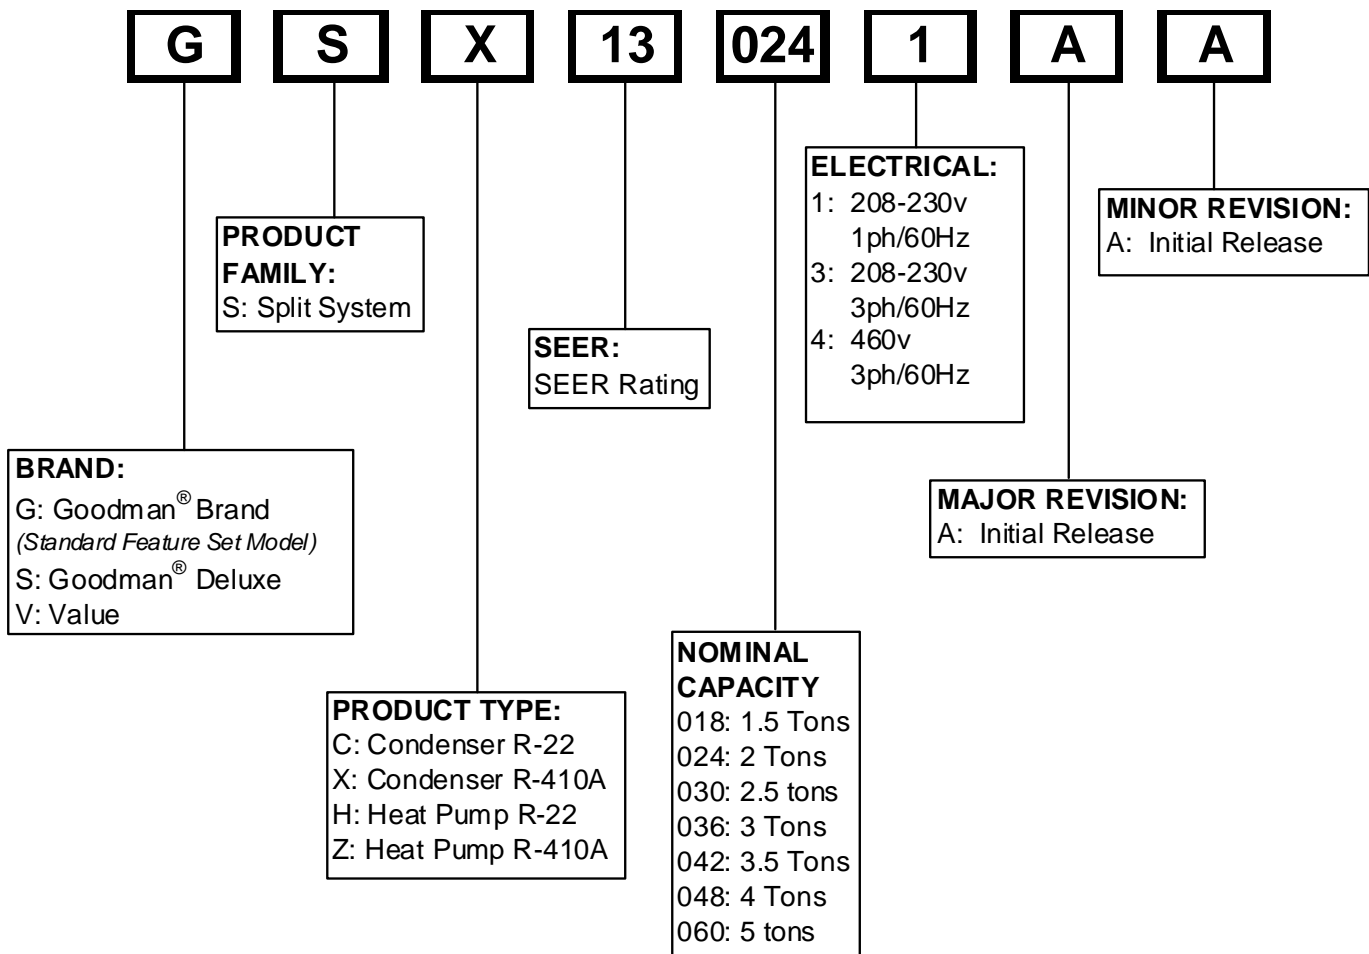 G S X 13 024 1 A A
BRAND:
G: Goodman® Brand
(Standard Feature Set Model)
S: Goodman® Deluxe
V: Value
PRODUCT
FAMILY:
S: Split System
PRODUCT TYPE:
C: Condenser R-22
X: Condenser R-410A
H: Heat Pump R-22
Z: Heat Pump R-410A
SEER:
SEER Rating
NOMINAL
CAPACITY
018: 1.5 Tons
024: 2 Tons
030: 2.5 tons
036: 3 Tons
042: 3.5 Tons
048: 4 Tons
060: 5 tons
ELECTRICAL:
1: 208-230v
1ph/60Hz
3: 208-230v
3ph/60Hz
4: 460v
3ph/60Hz
MAJOR REVISION:
A: Initial Release
MINOR REVISION:
A: Initial Release